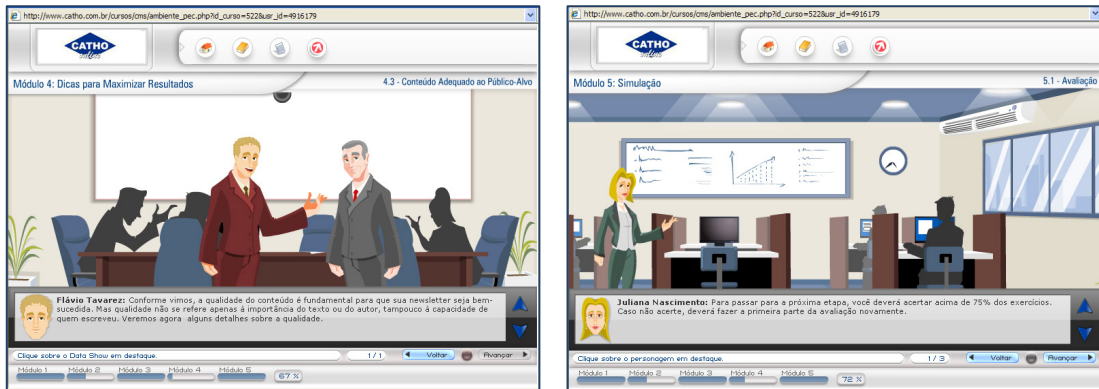 http://www.catho.com.br/cursos/cms/ambiente_pec.php?id_curso=522&usr_id=4916179
CATHO
online
Módulo 4: Dicas para Maximizar Resultados
4.3 - Conteúdo Adequado ao Público-Alvo
Flávio Tavarez: Conforme vimos, a qualidade do conteúdo é fundamental para que sua newsletter seja bem-
sucedida. Mas qualidade não se refere apenas à importância do texto ou do autor, tampouco à capacidade de
quem escreveu. Veremos agora alguns detalhes sobre a qualidade.
Clique sobre o Data Show em destaque.
1 / 1
Voltar
Avançar
Módulo 1
Módulo 2
Módulo 3
Módulo 4
Módulo 5
67 %
http://www.catho.com.br/cursos/cms/ambiente_pec.php?id_curso=522&usr_id=4916179
CATHO
online
Módulo 5: Simulação
5.1 - Avaliação
Juliana Nascimento: Para passar para a próxima etapa, você deverá acertar acima de 75% dos exercícios.
Caso não acerte, deverá fazer a primeira parte da avaliação novamente.
Clique sobre o personagem em destaque.
1 / 3
Voltar
Avançar
Módulo 1
Módulo 2
Módulo 3
Módulo 4
Módulo 5
72 %